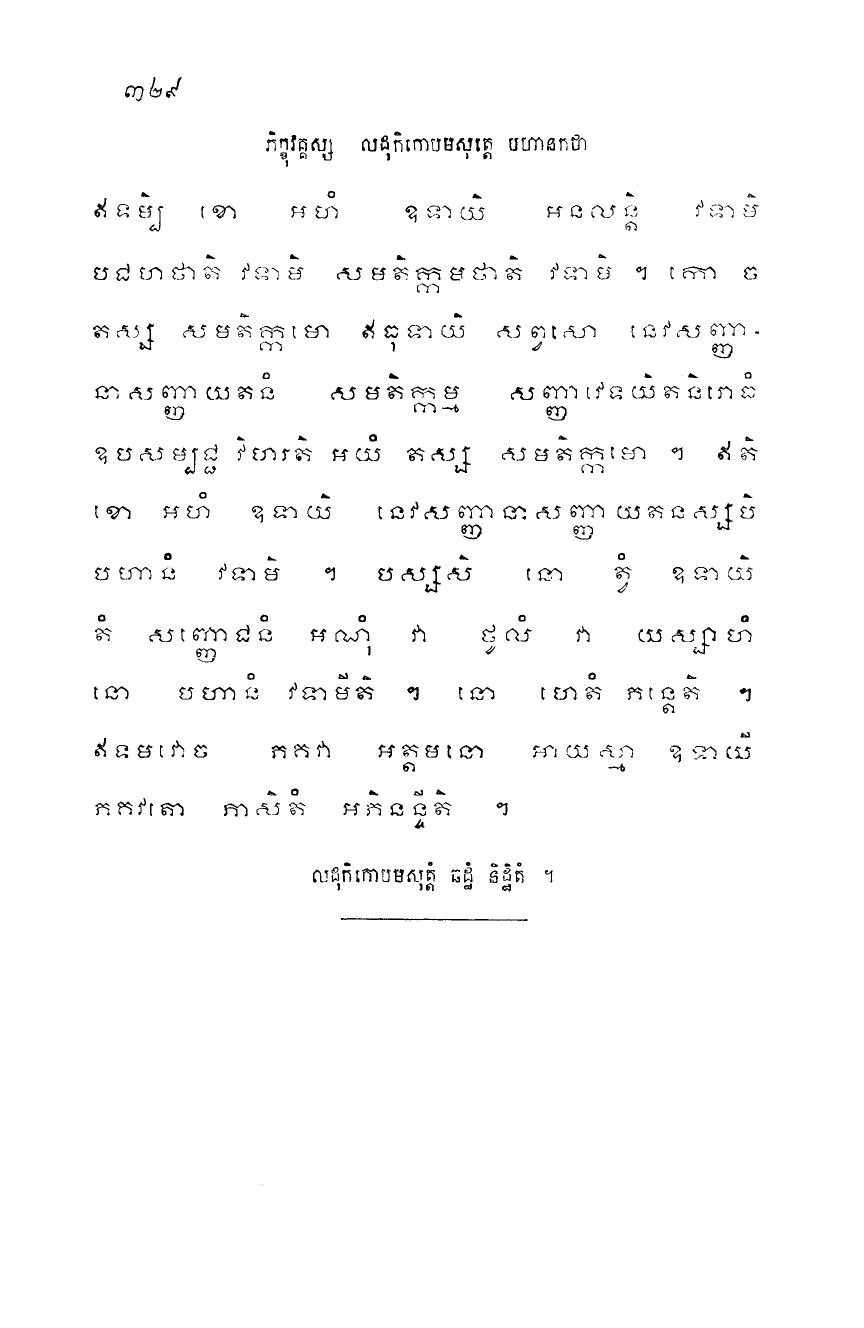 ៣២៩
ភិក្ខុវគ្គស្ស លដុកិកោបមសុត្តេ បហានកថា
ឥទម្បិ ខោ អហំ ឧទាយិ អនលន្តិ វទាមិ
បជហថាតិ វទាមិ សមតិក្កមថាតិ វទាមិ ។ កោ ច
តស្ស សមតិក្កមោ ឥធុទាយិ សព្វសោ នេវសញ្ញា-
នាសញ្ញាយតនំ សមតិក្កម្ម សញ្ញាវេទយិតនិរោធំ
ឧបសម្បជ្ជ វិហរតិ អយំ តស្ស សមតិក្កមោ ។ ឥតិ
ខោ អហំ ឧទាយិ នេវសញ្ញានាសញ្ញាយតនស្សបិ
បហានំ វទាមិ ។ បស្សសិ នោ ត្វំ ឧទាយិ
តំ សញ្ញោជនំ អណុំ វា ថូលំ វា យស្សាហំ
នោ បហានំ វទាមីតិ ។ នោ ហេតំ ភន្តេតិ ។
ឥទមវោច ភគវា អត្តមនោ អាយស្មា ឧទាយី
ភគវតោ ភាសិតំ អភិនន្ទីតិ ។
លដុកិកោបមសុត្តំ ឆដ្ឋំ និដ្ឋិតំ ។